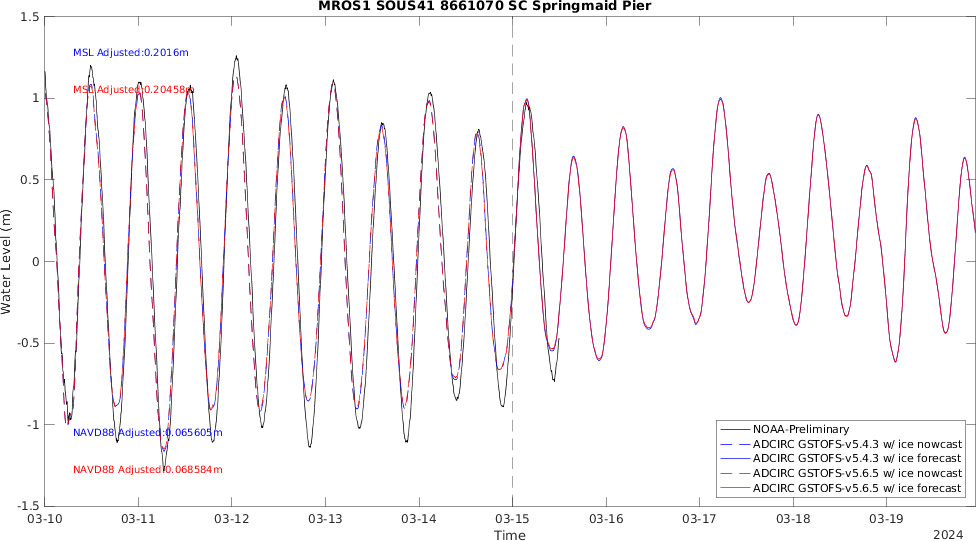 MROS1 SOUS41 8661070 SC Springmaid Pier
1.5
MSL Adjusted:0.2016m
MSL Adjusted:0.20458m
1
0.5
0
-0.5
-1
-1.5
Water Level (m)
NAVD88 Adjusted:0.065605m
NAVD88 Adjusted:0.068584m
NOAA-Preliminary
ADCIRC GSTOFS-v5.4.3 w/ ice nowcast
ADCIRC GSTOFS-v5.4.3 w/ ice forecast
ADCIRC GSTOFS-v5.6.5 w/ ice nowcast
ADCIRC GSTOFS-v5.6.5 w/ ice forecast
03-10 03-11 03-12 03-13 03-14 03-15 03-16 03-17 03-18 03-19
Time
2024